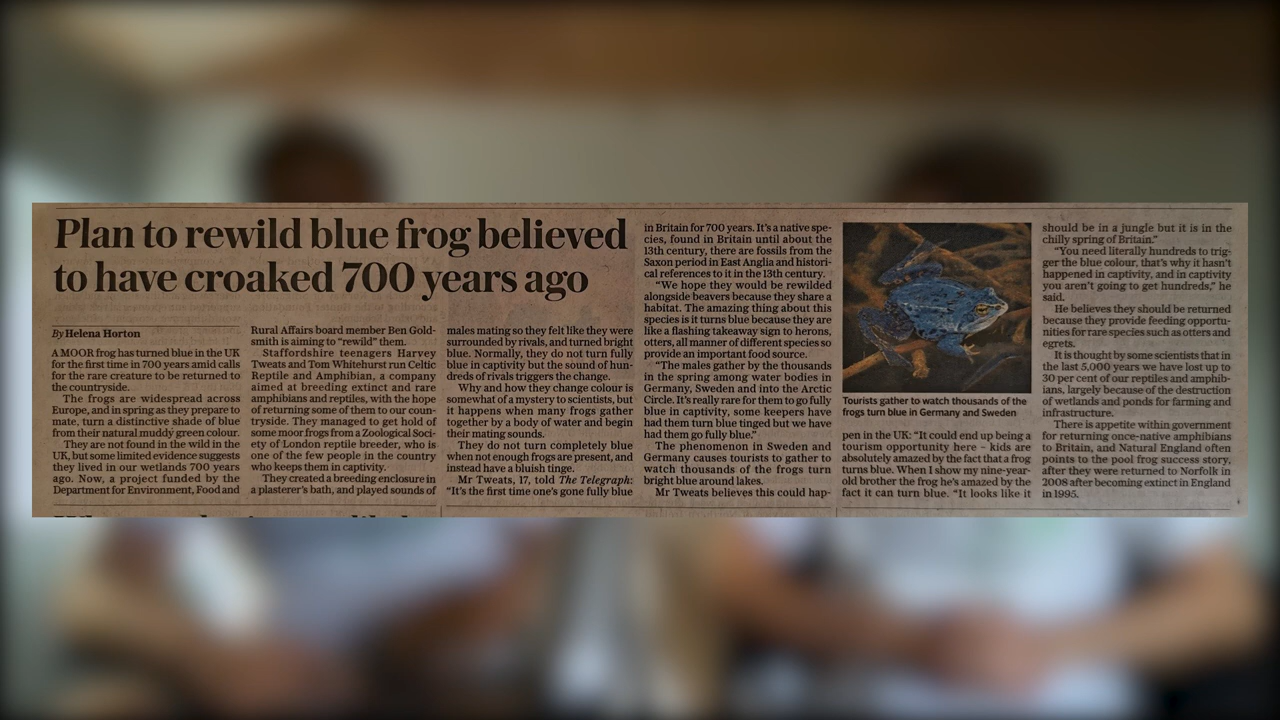 Plan to rewild blue frog believed
to have croaked 700 years ago
By Helena Horton
A MOOR frog has turned blue in the UK
for the first time in 700 years amid calls
for the rare creature to be returned to
the countryside.
The frogs are widespread across
Europe, and in spring as they prepare to
mate, turn a distinctive shade of blue
from their natural muddy green colour.
They are not found in the wild in the
UK, but some limited evidence suggests
they lived in our wetlands 700 years
ago. Now, a project funded by the
Department for Environment, Food and
Rural Affairs board member Ben Gold-
smith is aiming to "rewild" them.
Staffordshire teenagers Harvey
Tweats and Tom Whitehurst run Celtic
Reptile and Amphibian, a company
aimed at breeding extinct and rare
amphibians and reptiles, with the hope
of returning some of them to our coun-
tryside. They managed to get hold of
some moor frogs from a Zoological Soci-
ety of London reptile breeder, who is
one of the few people in the country
who keeps them in captivity.
They created a breeding enclosure in
a plasterer's bath, and played sounds of
males mating so they felt like they were
surrounded by rivals, and turned bright
blue. Normally, they do not turn fully
blue in captivity but the sound of hun-
dreds of rivals triggers the change.
Why and how they change colour is
somewhat of a mystery to scientists, but
it happens when many frogs gather
together by a body of water and begin
their mating sounds.
They do not turn completely blue
when not enough frogs are present, and
instead have a bluish tinge.
Mr Tweats, 17, told The Telegraph:
"It's the first time one's gone fully blue
in Britain for 700 years. It's a native spe-
cies, found in Britain until about the
13th century, there are fossils from the
Saxon period in East Anglia and histori-
cal references to it in the 13th century.
"We hope they would be rewilded
alongside beavers because they share a
habitat. The amazing thing about this
species is it turns blue because they are
like a flashing takeaway sign to herons,
otters, all manner of different species so
provide an important food source.
"The males gather by the thousands
in the spring among water bodies in
Germany, Sweden and into the Arctic
Circle. It's really rare for them to go fully
blue in captivity, some keepers have
had them turn blue tinged but we have
had them go fully blue."
The phenomenon in Sweden and
Germany causes tourists to gather to
watch thousands of the frogs turn
bright blue around lakes.
Mr Tweats believes this could hap-
Tourists gather to watch thousands of the
frogs turn blue in Germany and Sweden
pen in the UK: "It could end up being a
tourism opportunity here – kids are
absolutely amazed by the fact that a frog
turns blue. When I show my nine-year-
old brother the frog he's amazed by the
fact it can turn blue. "It looks like it
should be in a jungle but it is in the
chilly spring of Britain."
"You need literally hundreds to trig-
ger the blue colour, that's why it hasn't
happened in captivity, and in captivity
you aren't going to get hundreds," he
said.
He believes they should be returned
because they provide feeding opportu-
nities for rare species such as otters and
egrets.
It is thought by some scientists that in
the last 5,000 years we have lost up to
30 per cent of our reptiles and amphib-
ians, largely because of the destruction
of wetlands and ponds for farming and
infrastructure.
There is appetite within government
for returning once-native amphibians
to Britain, and Natural England often
points to the pool frog success story,
after they were returned to Norfolk in
2008 after becoming extinct in England
in 1995.